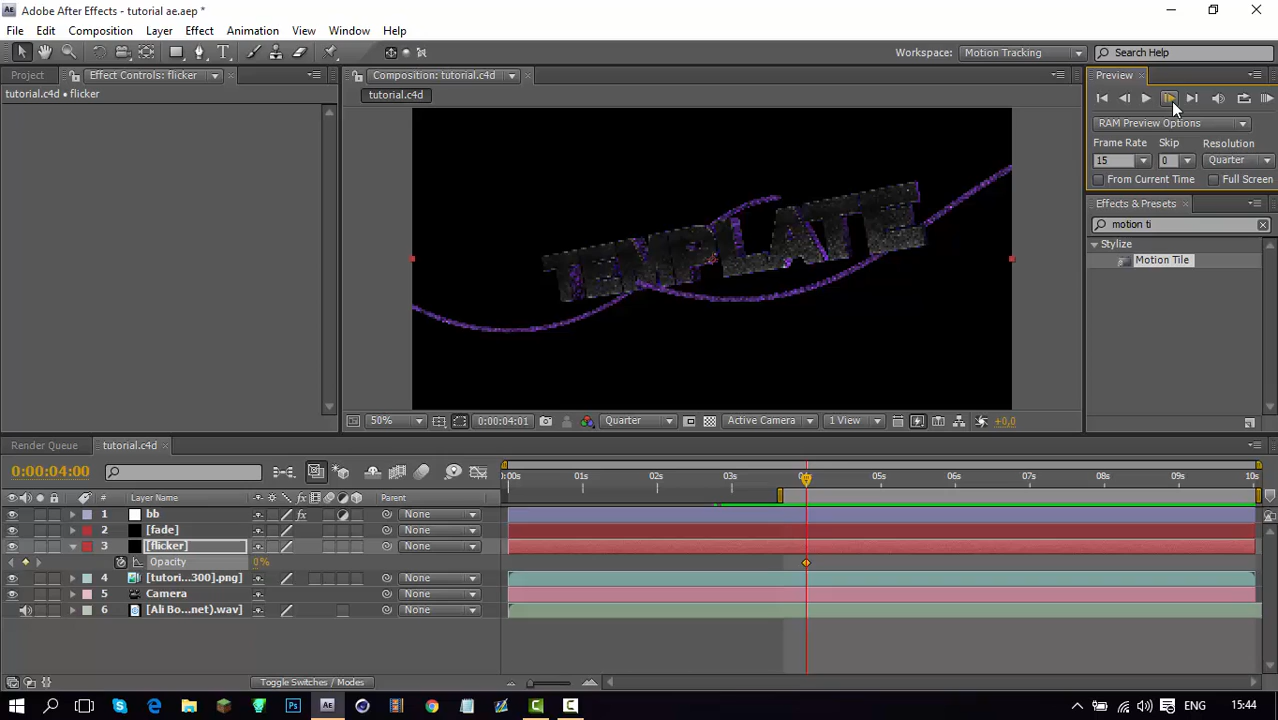 Adobe After Effects - tutorial ae.aep *
File Edit Composition Layer Effect Animation View Window Help
Workspace: Motion Tracking Search Help
Project Effect Controls: flicker Composition: tutorial.c4d Preview
tutorial.c4d • flicker
tutorial.c4d
RAM Preview Options
Frame Rate Skip Resolution
15 0 Quarter
From Current Time Full Screen
Effects & Presets
motion ti
Stylize
Motion Tile
TEMPLATE
50% 0:00:04:01 Quarter Active Camera 1 View +0,0
Render Queue tutorial.c4d
0:00:04:00
:00s 01s 02s 03s 05s 06s 07s 08s 09s 10s
# Layer Name Parent
1 bb None
2 [fade] None
3 [flicker] None
Opacity 0%
4 [tutori...300].png] None
5 Camera None
6 [Ali Bo...net).wav] None
Toggle Switches / Modes
15:44